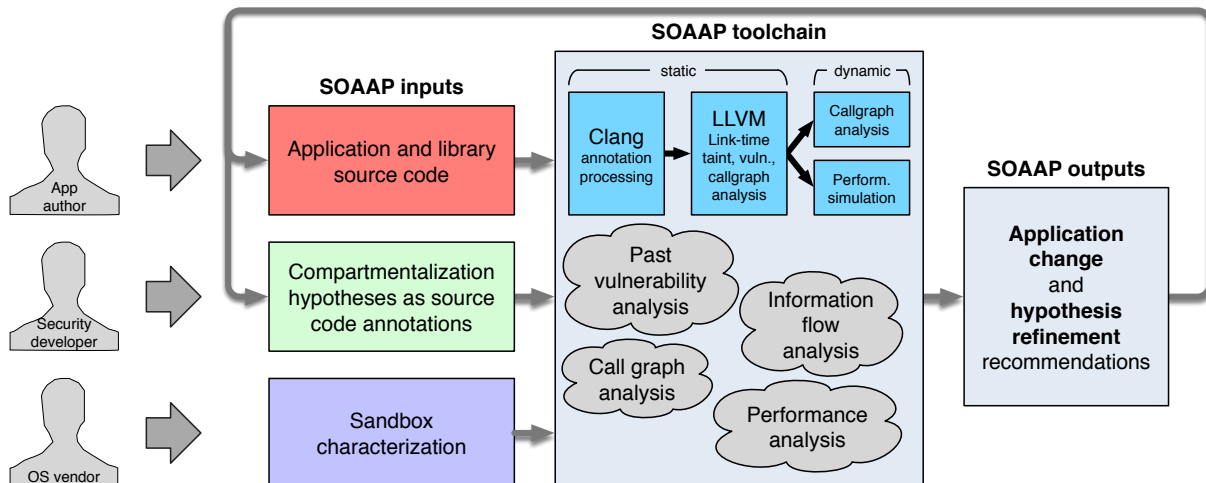 SOAAP toolchain
SOAAP inputs
static
dynamic
App
author
Application and library
source code
Clang
annotation
processing
LLVM
Link-time
taint, vuln.,
callgraph
analysis
Callgraph
analysis
Perform.
simulation
SOAAP outputs
Security
developer
Compartmentalization
hypotheses as source
code annotations
Past
vulnerability
analysis
Information
flow
analysis
Application
change
and
hypothesis
refinement
recommendations
Call graph
analysis
OS vendor
Sandbox
characterization
Performance
analysis